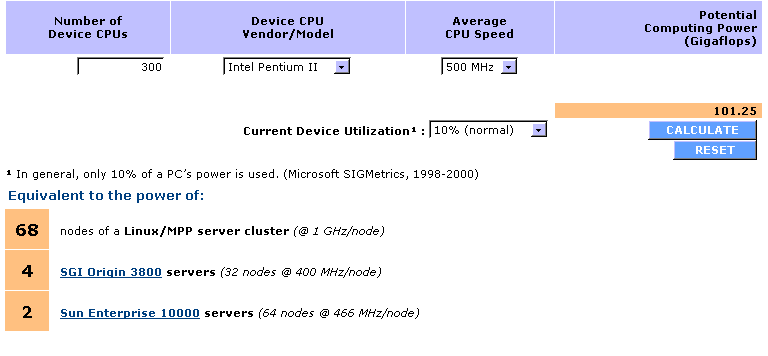 Number of Device CPUs
Device CPU Vendor/Model
Average CPU Speed
Potential Computing Power (Gigaflops)
300
Intel Pentium II
500 MHz
101.25
Current Device Utilization¹ :
10% (normal)
CALCULATE
RESET
¹ In general, only 10% of a PC's power is used. (Microsoft SIGMetrics, 1998-2000)
Equivalent to the power of:
68 nodes of a Linux/MPP server cluster (@ 1 GHz/node)
4 SGI Origin 3800 servers (32 nodes @ 400 MHz/node)
2 Sun Enterprise 10000 servers (64 nodes @ 466 MHz/node)